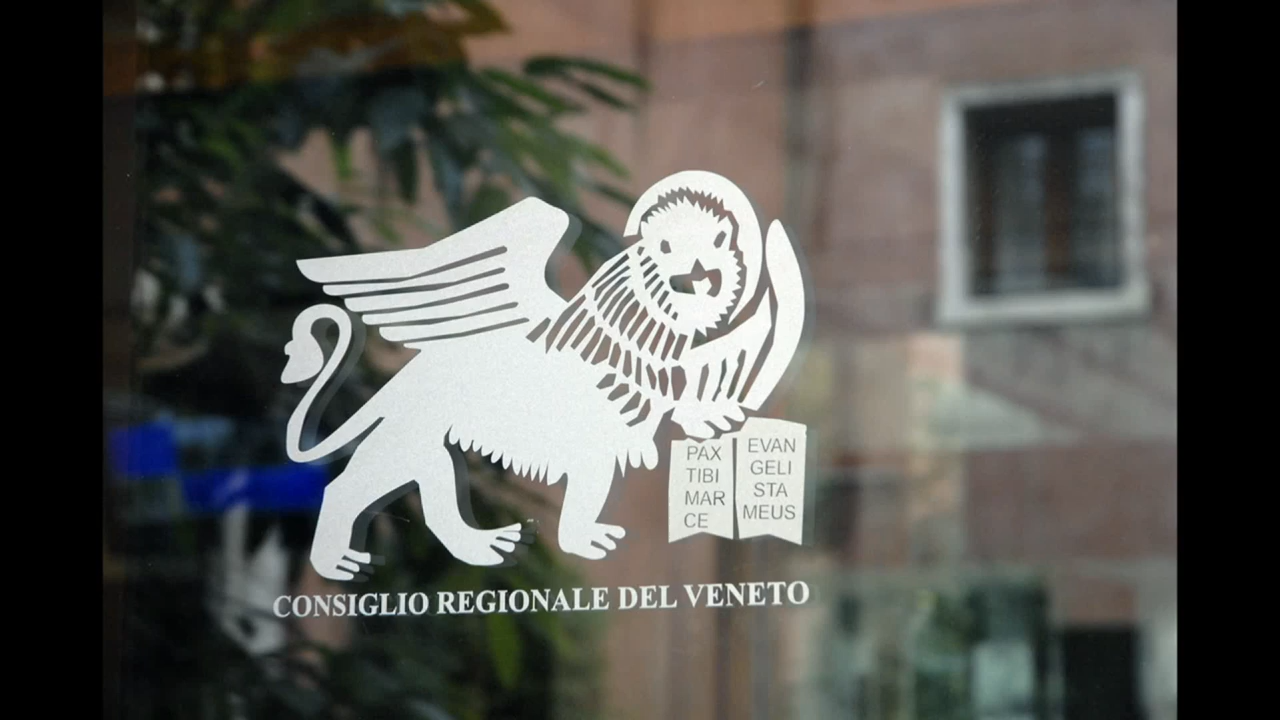 PAX
TIBI
MAR
CE
EVAN
GELI
STA
MEUS
CONSIGLIO REGIONALE DEL VENETO